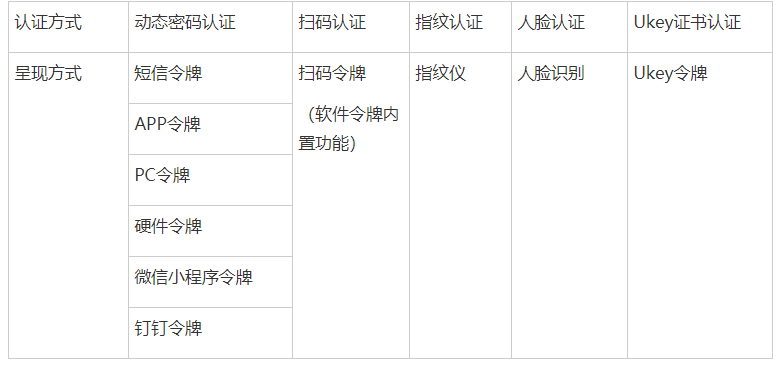 认证方式 动态密码认证 扫码认证 指纹认证 人脸认证 Ukey证书认证
呈现方式 短信令牌 扫码令牌 指纹仪 人脸识别 Ukey令牌
（软件令牌内
APP令牌
置功能）
PC令牌
硬件令牌
微信小程序令牌
钉钉令牌